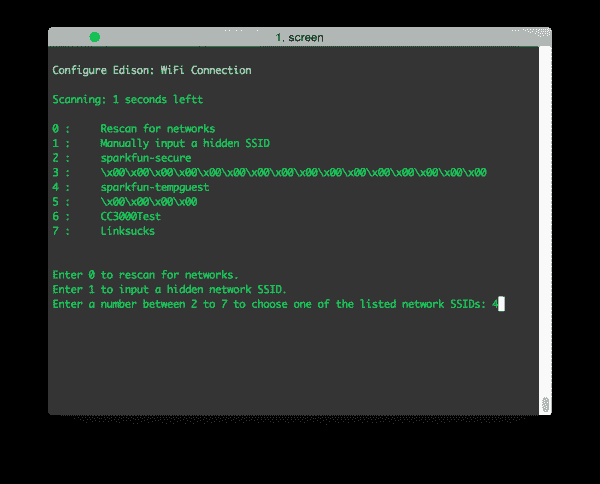 1. screen
Configure Edison: WiFi Connection
Scanning: 1 seconds leftt
0 :     Rescan for networks
1 :     Manually input a hidden SSID
2 :     sparkfun-secure
3 :     \x00\x00\x00\x00\x00\x00\x00\x00\x00\x00\x00\x00\x00\x00\x00\x00
4 :     sparkfun-tempguest
5 :     \x00\x00\x00\x00
6 :     CC3000Test
7 :     Linksucks
Enter 0 to rescan for networks.
Enter 1 to input a hidden network SSID.
Enter a number between 2 to 7 to choose one of the listed network SSIDs: 4